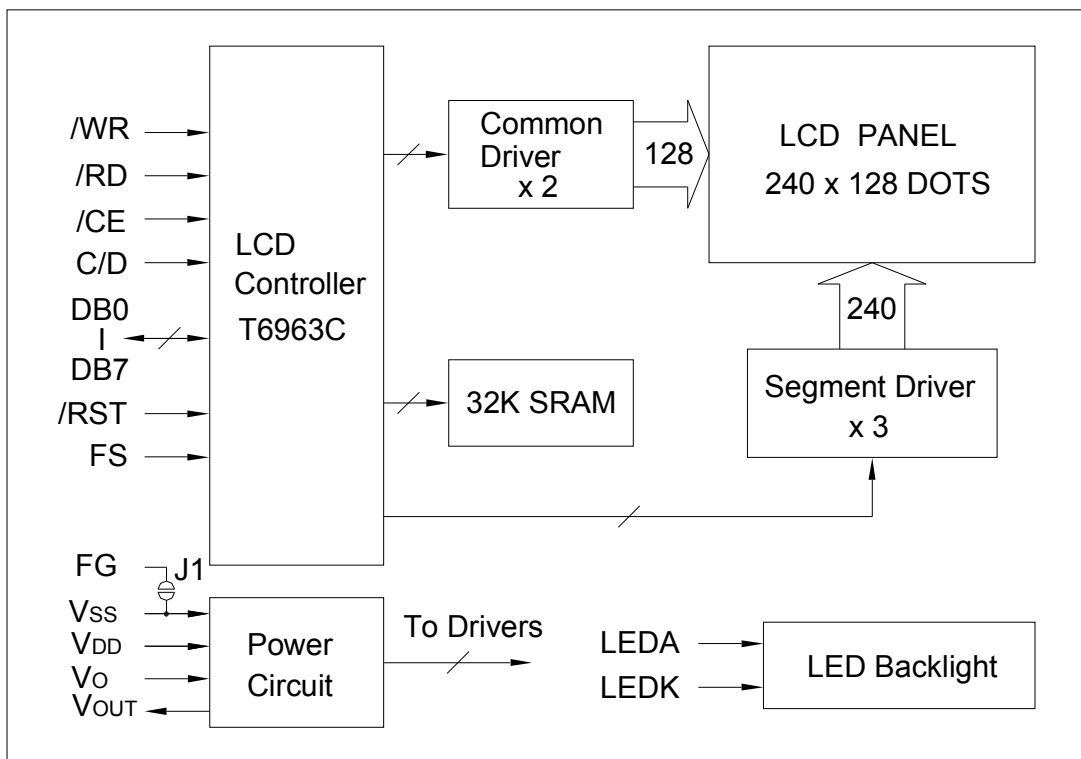 /WR
/RD
/CE
C/D
DB0
DB7
/RST
FS
LCD
Controller
T6963C
Common
Driver
x 2
128
LCD PANEL
240 x 128 DOTS
240
Segment Driver
x 3
32K SRAM
FG
J1
VSS
VDD
VO
VOUT
Power
Circuit
To Drivers
LEDA
LEDK
LED Backlight